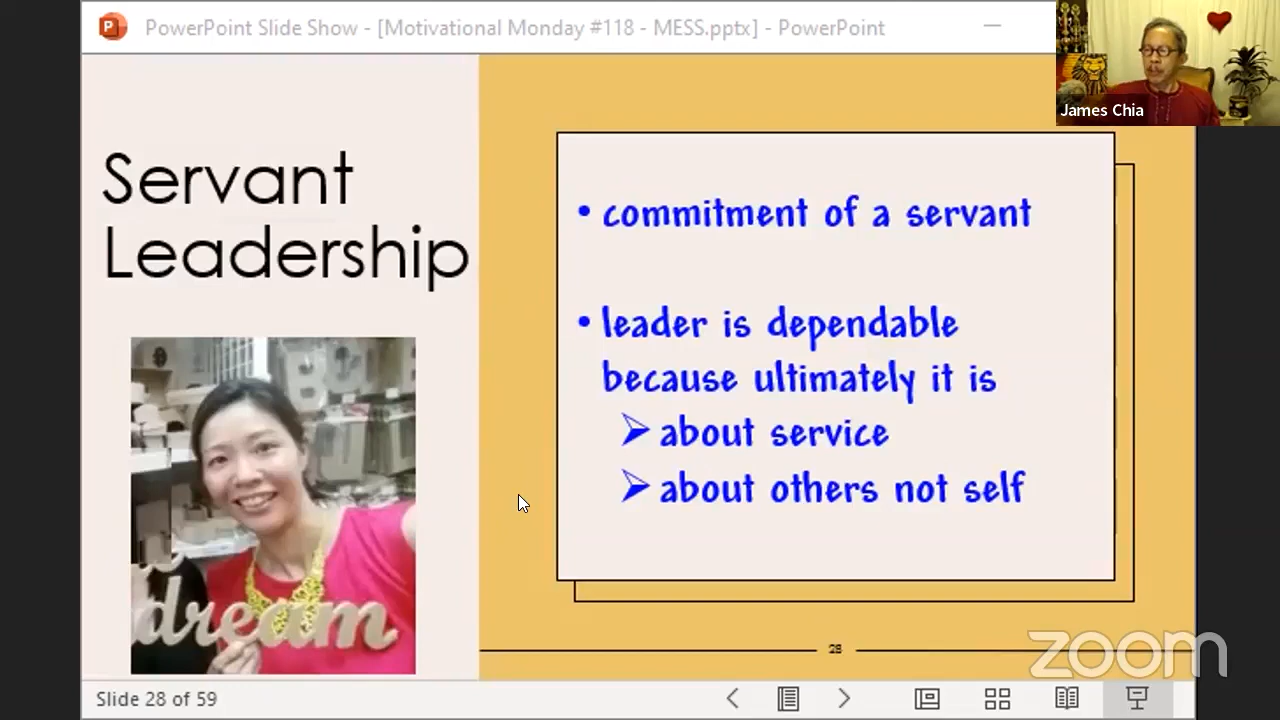 PowerPoint Slide Show - [Motivational Monday #118 - MESS.pptx] - PowerPoint
James Chia
Servant
Leadership
• commitment of a servant
• leader is dependable
because ultimately it is
➢ about service
➢ about others not self
dream
28
zoom
Slide 28 of 59